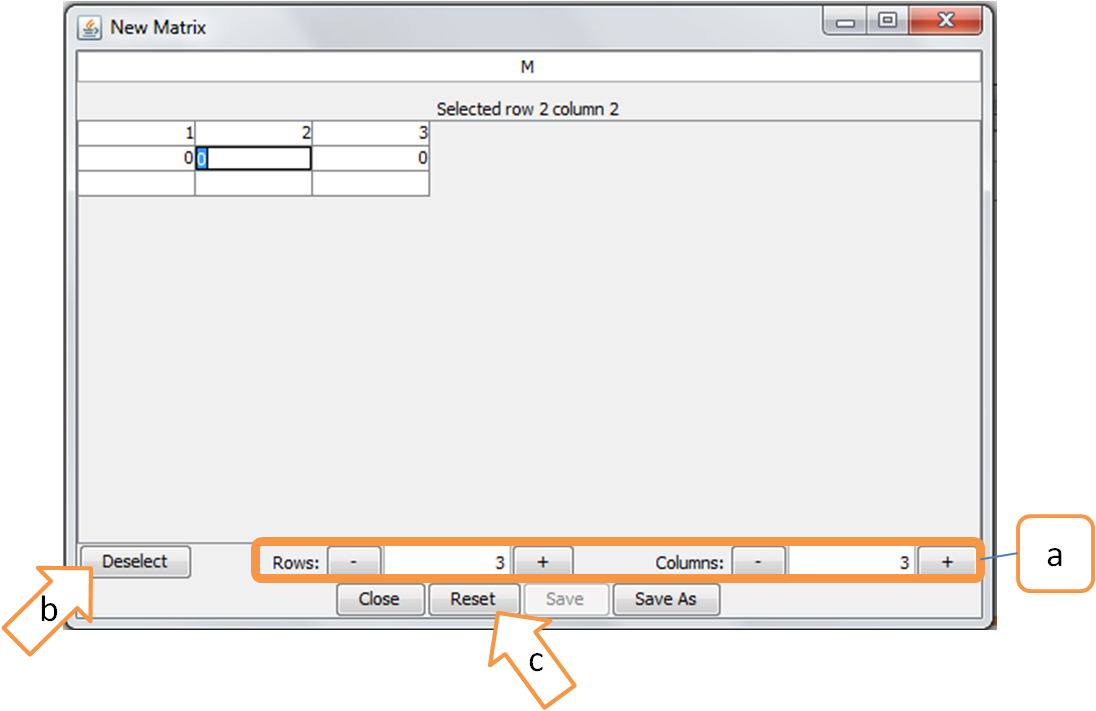 New Matrix
M
Selected row 2 column 2
1 2 3
0 0 0
Deselect Rows: - 3 + Columns: - 3 +
a
Close Reset Save Save As
b
c